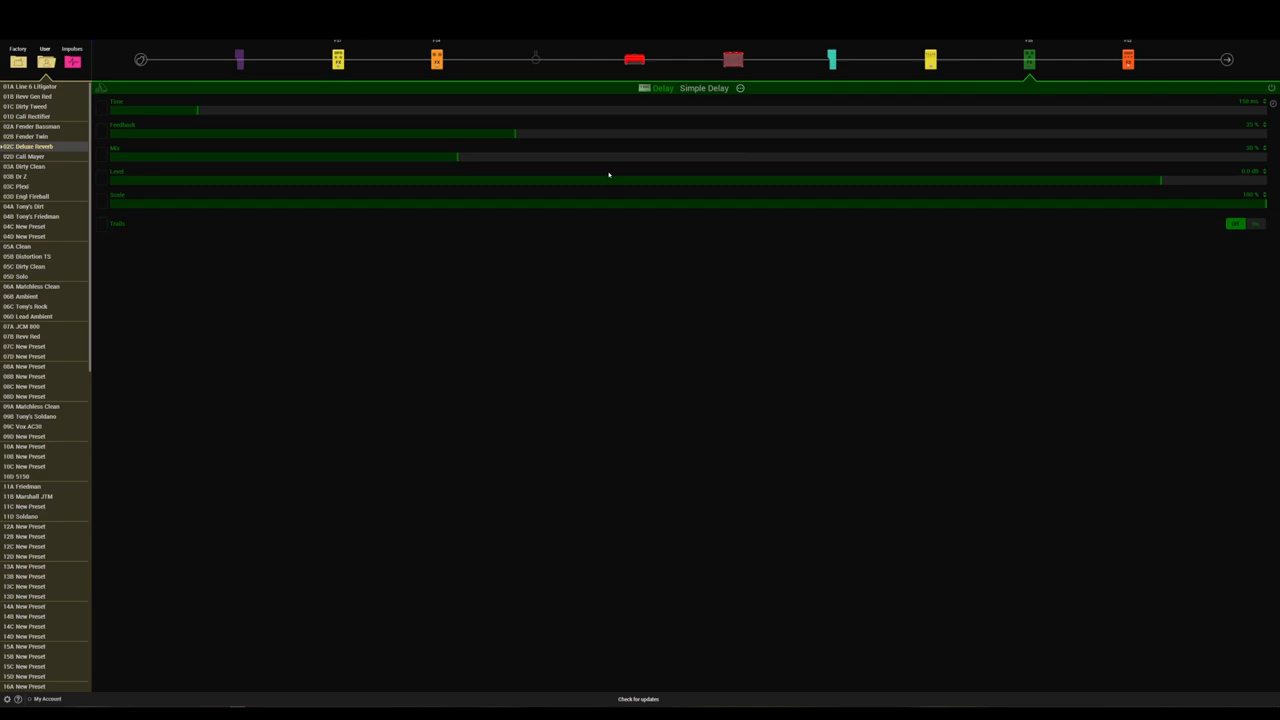 Factory
User
Impulses
Delay Simple Delay
Time 150 ms
Feedback 35 %
Mix 30 %
Level 0.0 dB
Scale 100 %
Trails Off On
01A Line 6 Litigator
01B Revv Gen Red
01C Dirty Tweed
01D Cali Rectifier
02A Fender Bassman
02B Fender Twin
02C Deluxe Reverb
02D Cali Mayer
03A Dirty Clean
03B Dr Z
03C Plexi
03D Engl Fireball
04A Tony's Dirt
04B Tony's Friedman
04C New Preset
04D New Preset
05A Clean
05B Distortion TS
05C Dirty Clean
05D Solo
06A Matchless Clean
06B Ambient
06C Tony's Rock
06D Lead Ambient
07A JCM 800
07B Revv Red
07C New Preset
07D New Preset
08A New Preset
08B New Preset
08C New Preset
08D New Preset
09A Matchless Clean
09B Tony's Soldano
09C Vox AC30
09D New Preset
10A New Preset
10B New Preset
10C New Preset
10D 5150
11A Friedman
11B Marshall JTM
11C New Preset
11D Soldano
12A New Preset
12B New Preset
12C New Preset
12D New Preset
13A New Preset
13B New Preset
13C New Preset
13D New Preset
14A New Preset
14B New Preset
14C New Preset
14D New Preset
15A New Preset
15B New Preset
15C New Preset
15D New Preset
16A New Preset
My Account
Check for updates